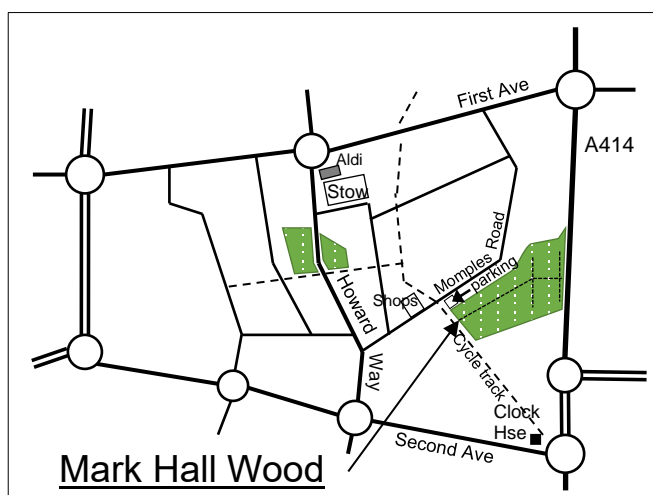 First Ave
A414
Aldi
Stow
Momples Road
parking
Shops
Howard Way
Cycle track
Clock
Hse
Second Ave
Mark Hall Wood